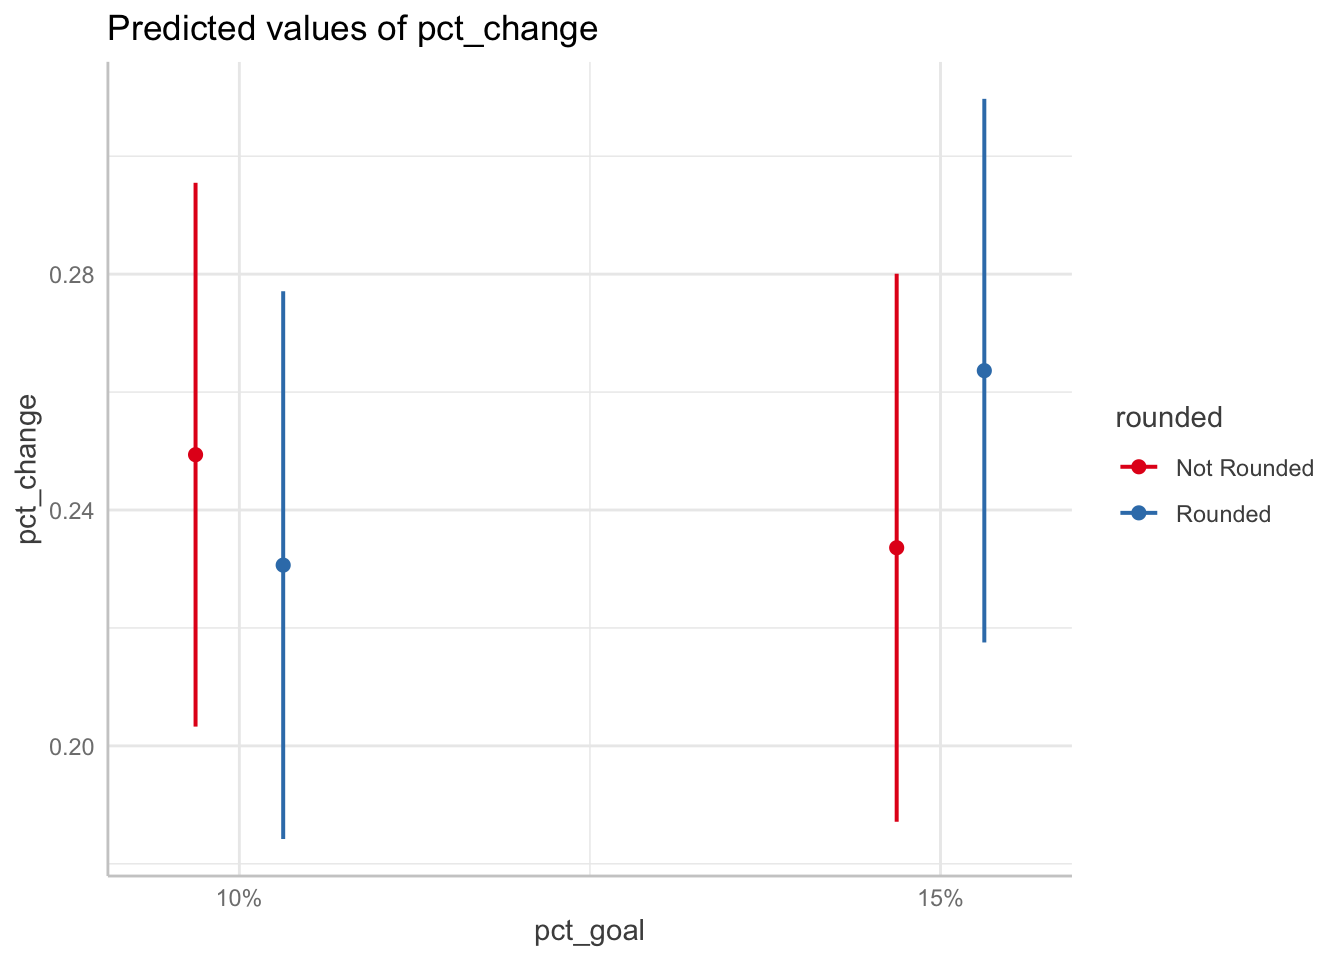 Predicted values of pct_change
0.28
0.24
0.20
pct_change
10%
15%
pct_goal
rounded
Not Rounded
Rounded